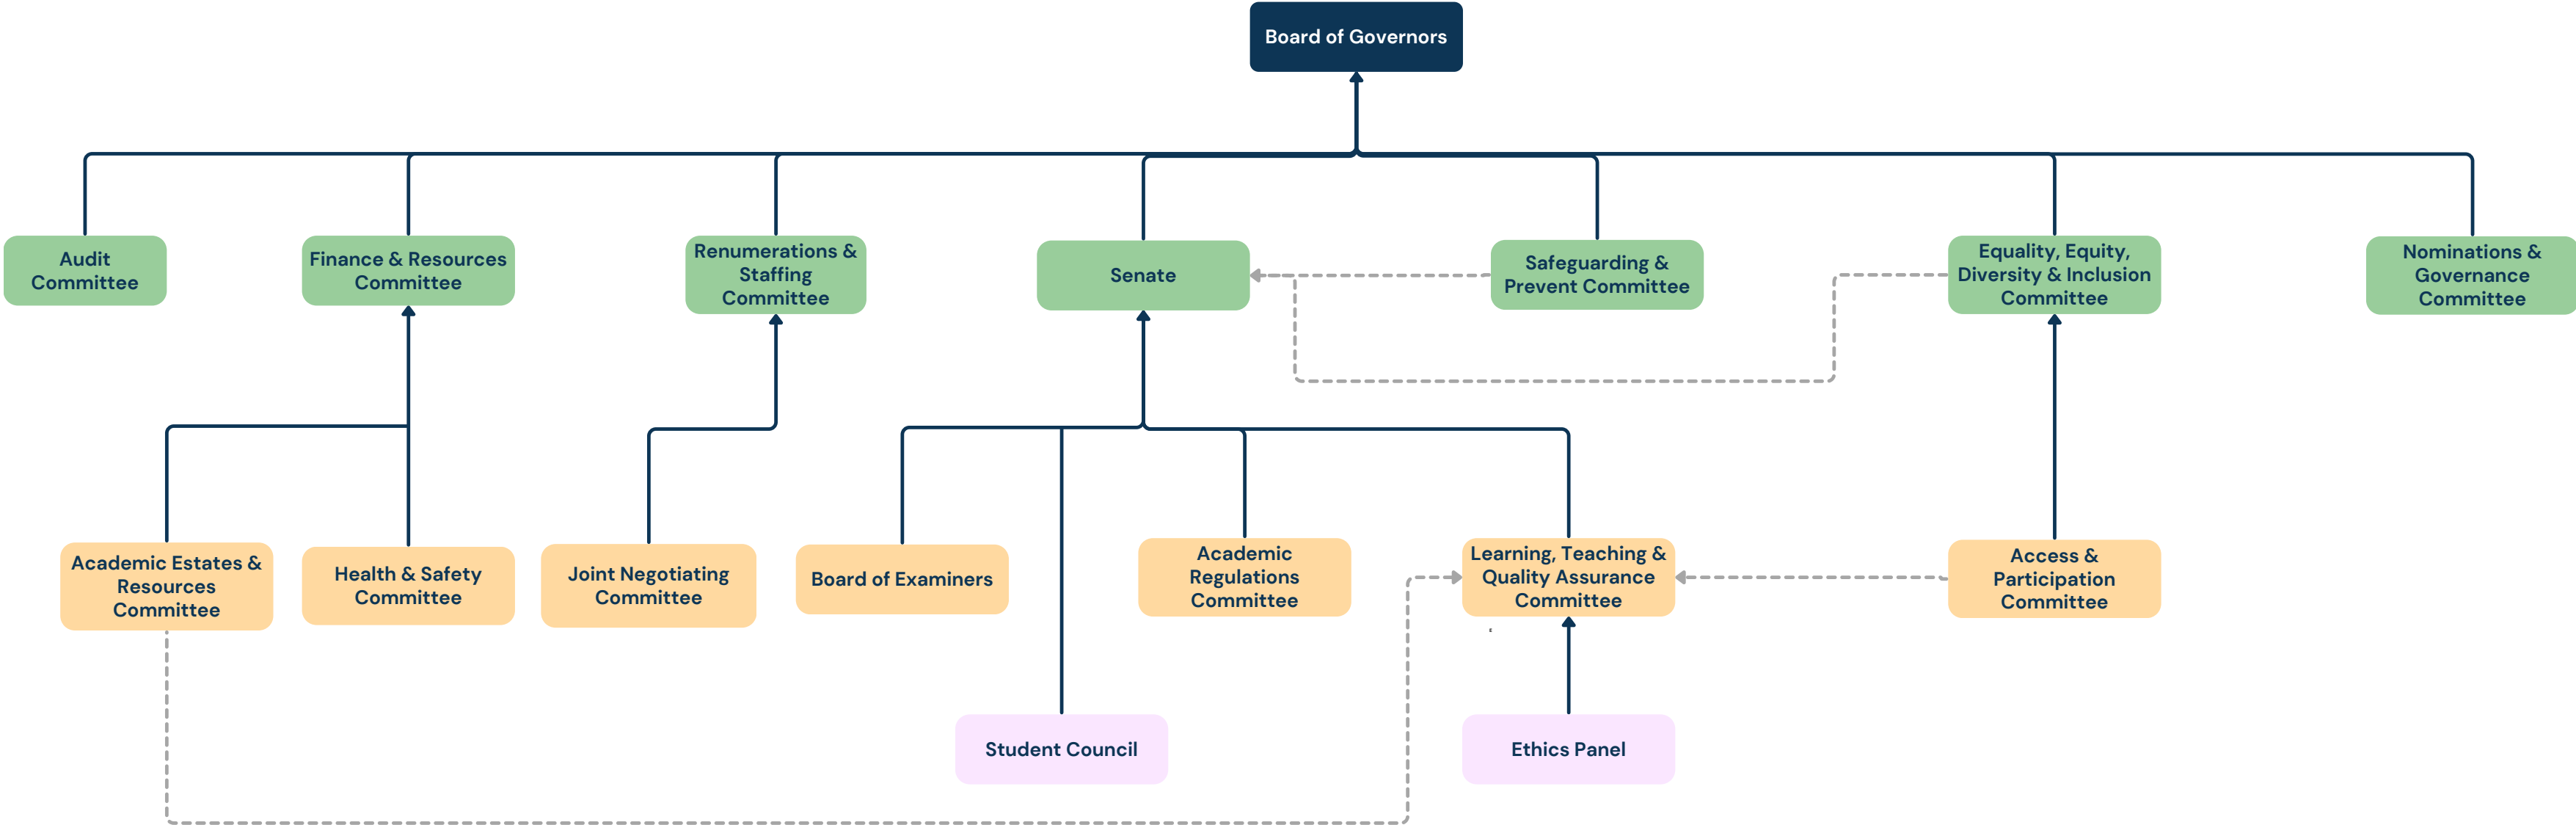 Board of Governors
Audit
Committee
Finance & Resources
Committee
Renumerations &
Staffing
Committee
Senate
Safeguarding &
Prevent Committee
Equality, Equity,
Diversity & Inclusion
Committee
Nominations &
Governance
Committee
Academic Estates &
Resources
Committee
Health & Safety
Committee
Joint Negotiating
Committee
Board of Examiners
Academic
Regulations
Committee
Learning, Teaching &
Quality Assurance
Committee
Access &
Participation
Committee
Student Council
Ethics Panel